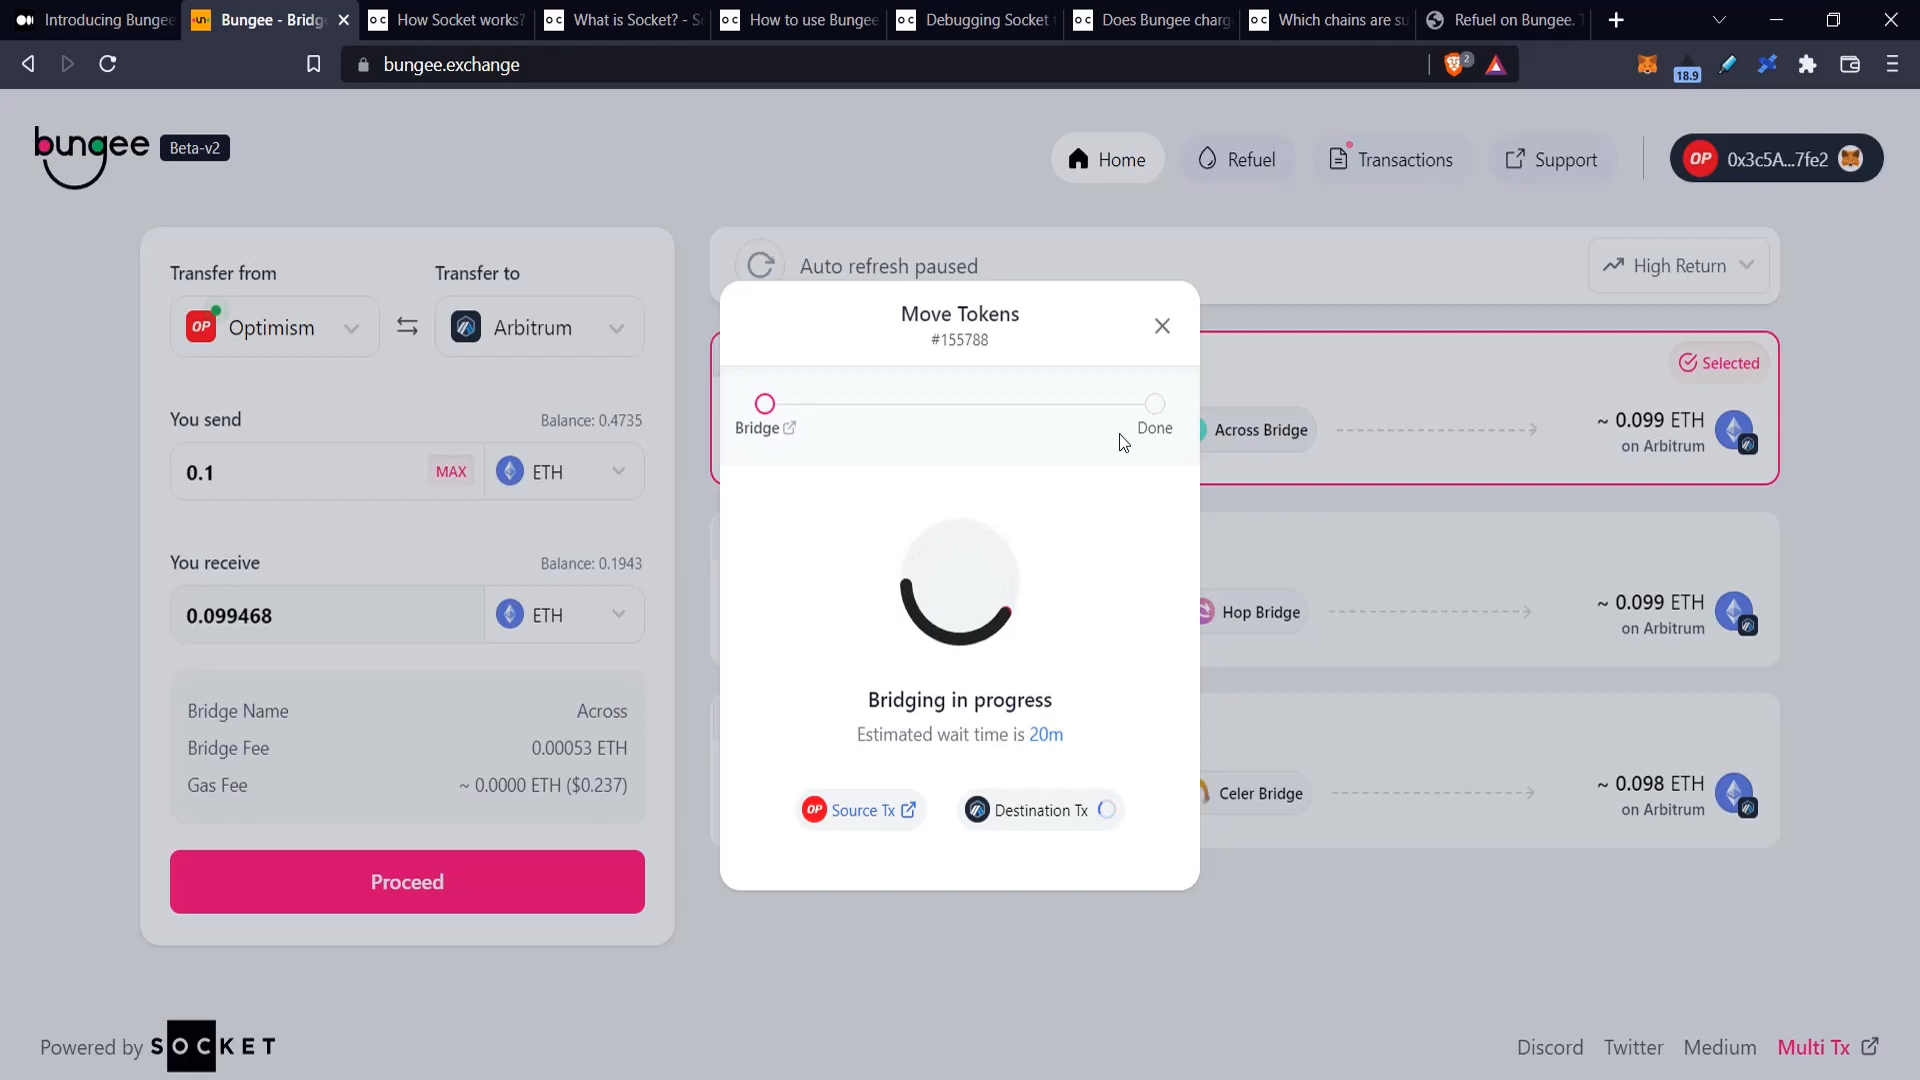 Introducing Bungee
Bungee - Bridg
How Socket works?
What is Socket? - S
How to use Bungee
Debugging Socket
Does Bungee charg
Which chains are su
Refuel on Bungee.
bungee.exchange
2
18.9
bungee
Beta-v2
Home
Refuel
Transactions
Support
OP
0x3c5A...7fe2
Transfer from
Transfer to
OP
Optimism
Arbitrum
You send
Balance: 0.4735
0.1
MAX
ETH
You receive
Balance: 0.1943
0.099468
ETH
Bridge Name
Across
Bridge Fee
0.00053 ETH
Gas Fee
~ 0.0000 ETH ($0.237)
Proceed
Auto refresh paused
High Return
Selected
Across Bridge
~ 0.099 ETH
on Arbitrum
Hop Bridge
~ 0.099 ETH
on Arbitrum
Celer Bridge
~ 0.098 ETH
on Arbitrum
Move Tokens
#155788
Bridge
Done
Bridging in progress
Estimated wait time is 20m
OP
Source Tx
Destination Tx
Powered by SOCKET
Discord
Twitter
Medium
Multi Tx